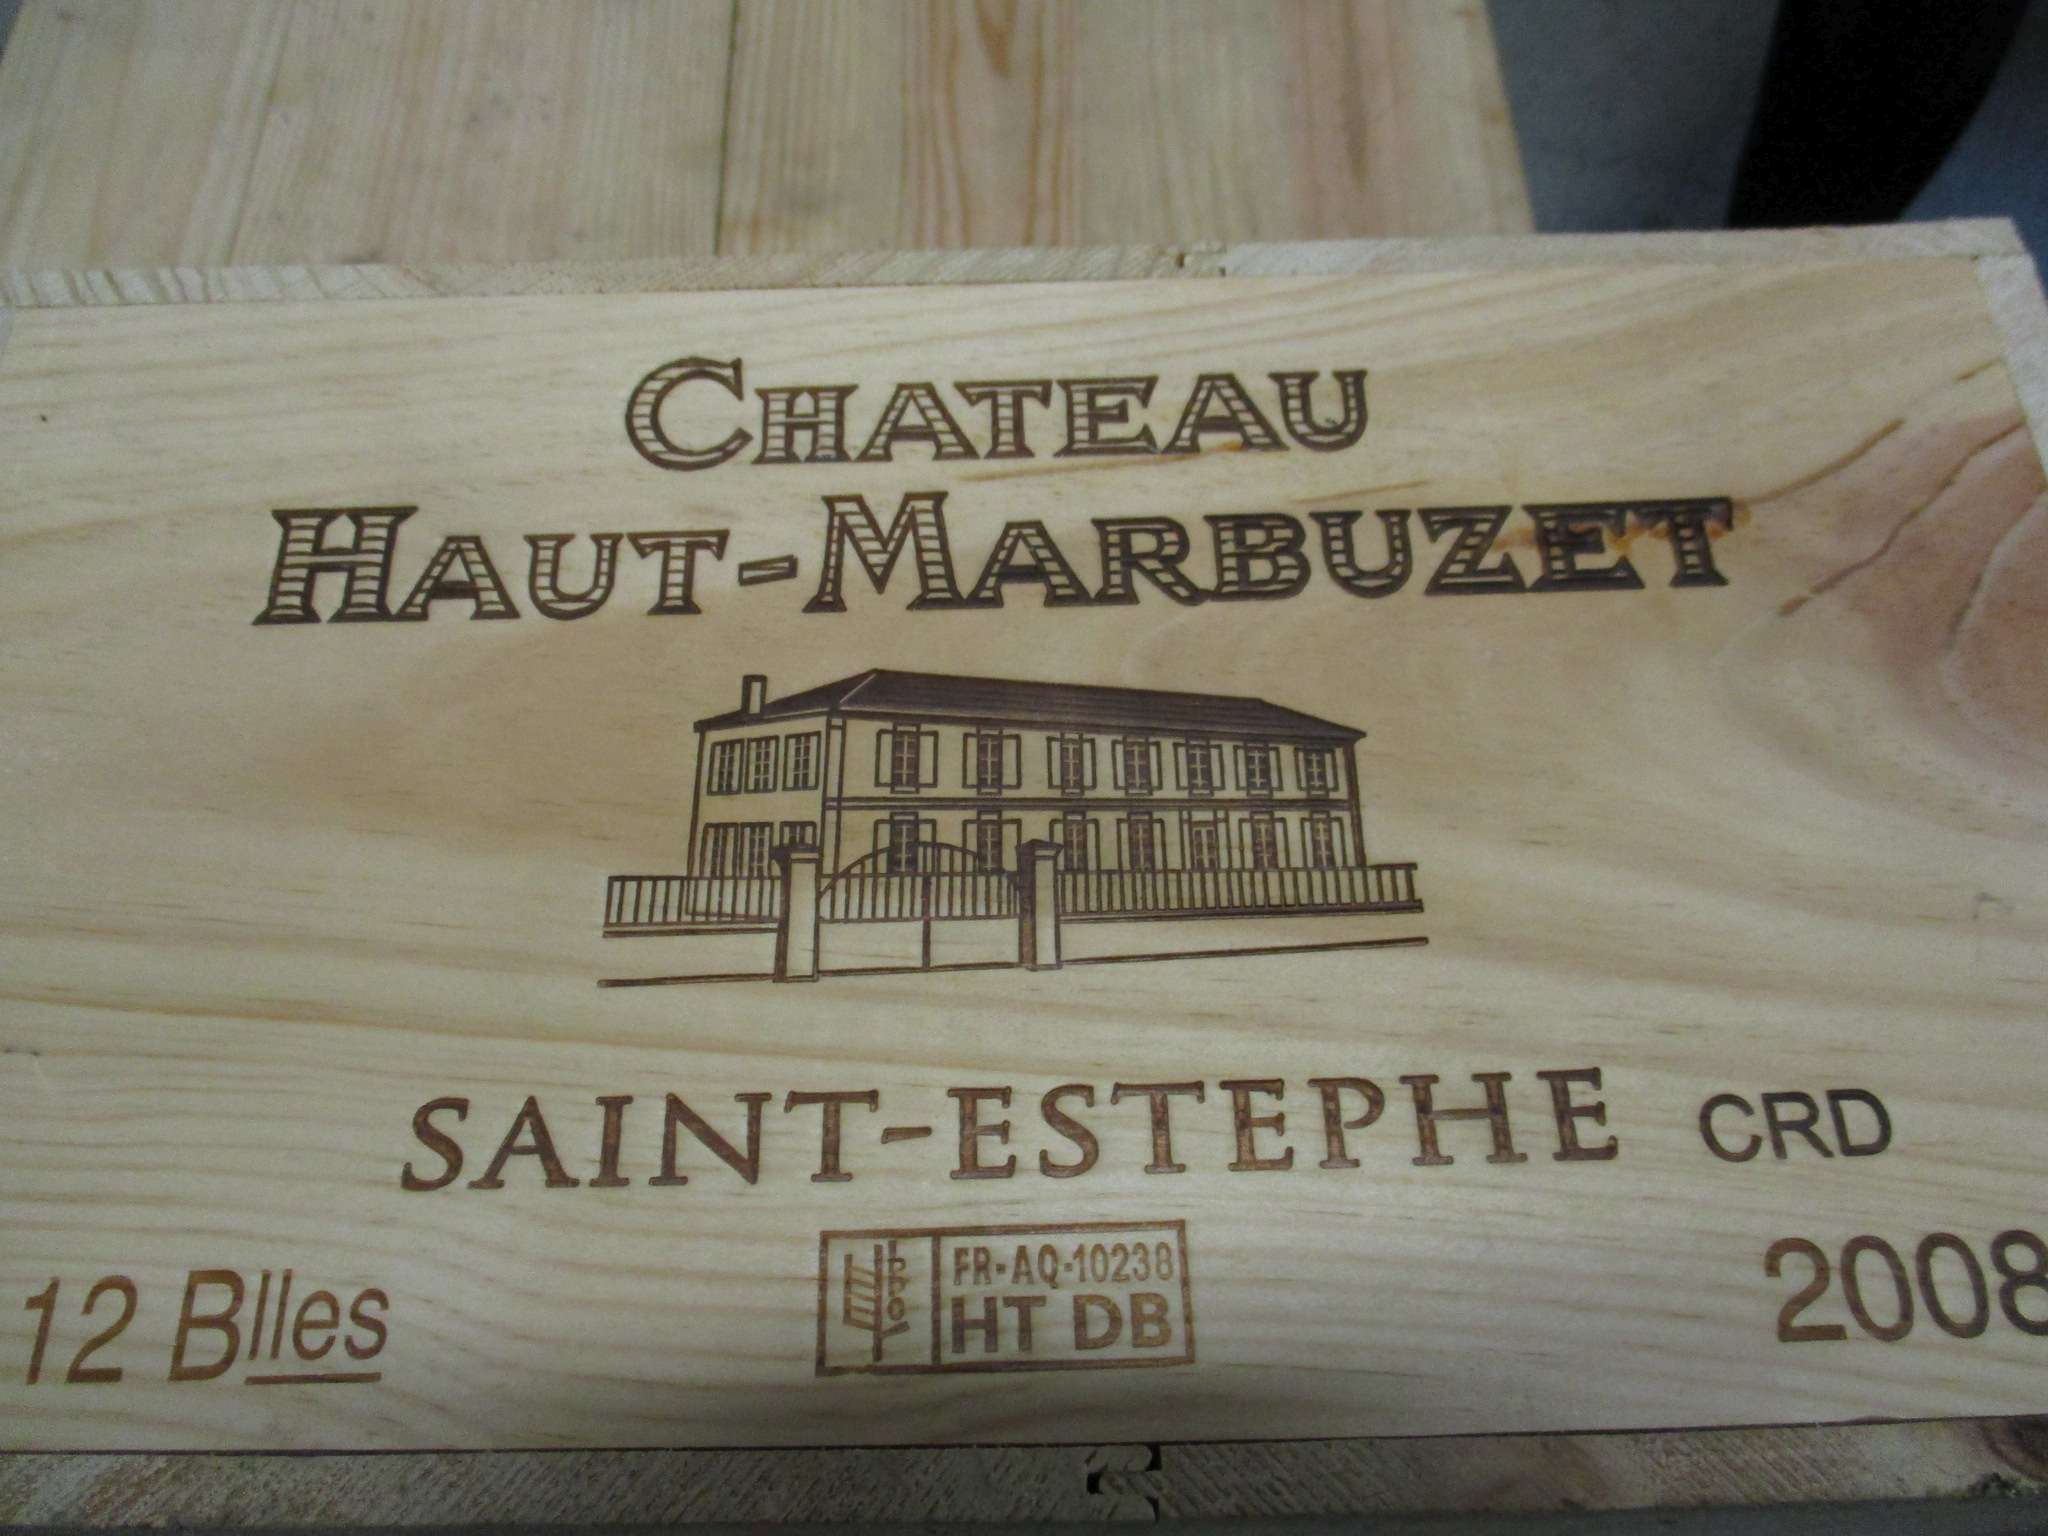 CHATEAU
HAUT-MARBUZET
SAINT-ESTEPHE CRD
12 Blles
FR-AQ-10238
HT DB
2008